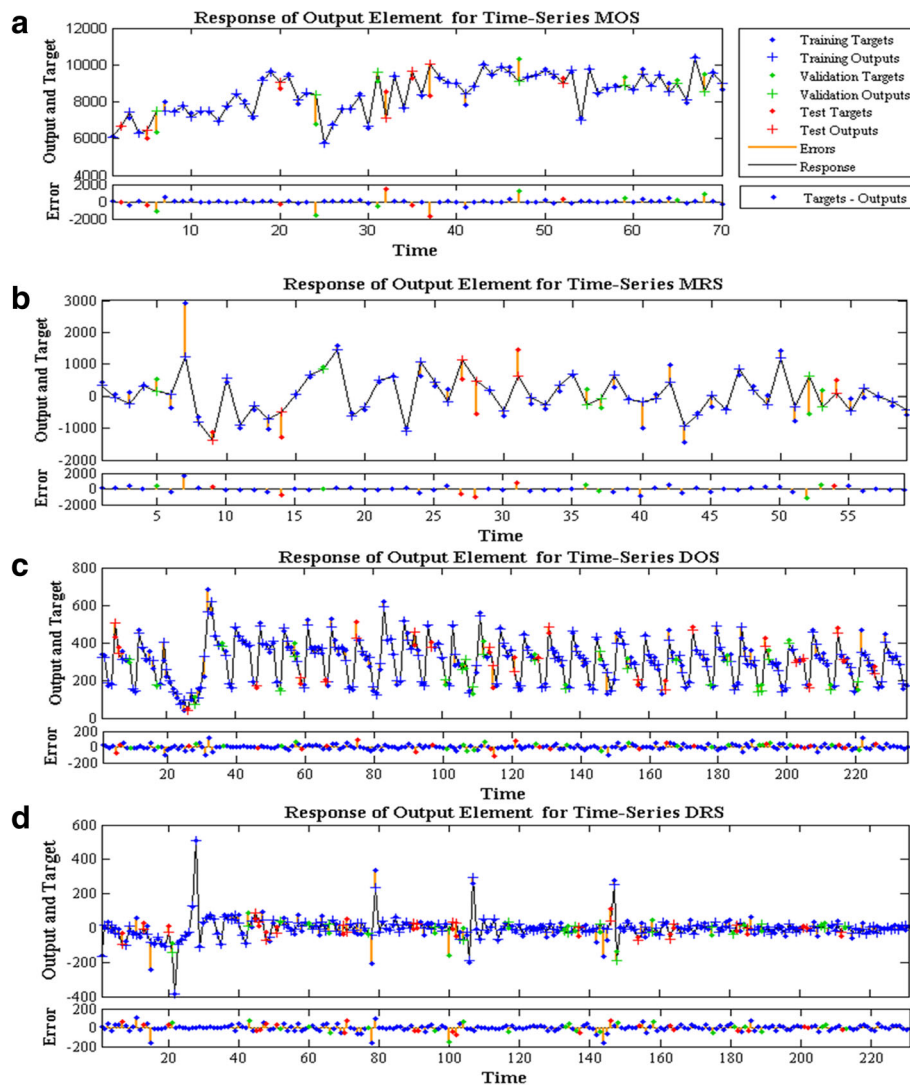 a
Response of Output Element for Time-Series MOS
Output and Target
12000
10000
8000
6000
4000
Error
2000
0
-2000
10 20 30 40 50 60 70
Time
Training Targets
Training Outputs
Validation Targets
Validation Outputs
Test Targets
Test Outputs
Errors
Response
Targets - Outputs
b
Response of Output Element for Time-Series MRS
Output and Target
3000
2000
1000
0
-1000
-2000
Error
2000
0
-2000
5 10 15 20 25 30 35 40 45 50 55
Time
c
Response of Output Element for Time-Series DOS
Output and Target
800
600
400
200
0
Error
200
0
-200
20 40 60 80 100 120 140 160 180 200 220
Time
d
Response of Output Element for Time-Series DRS
Output and Target
600
400
200
0
-200
-400
Error
200
0
-200
20 40 60 80 100 120 140 160 180 200 220
Time